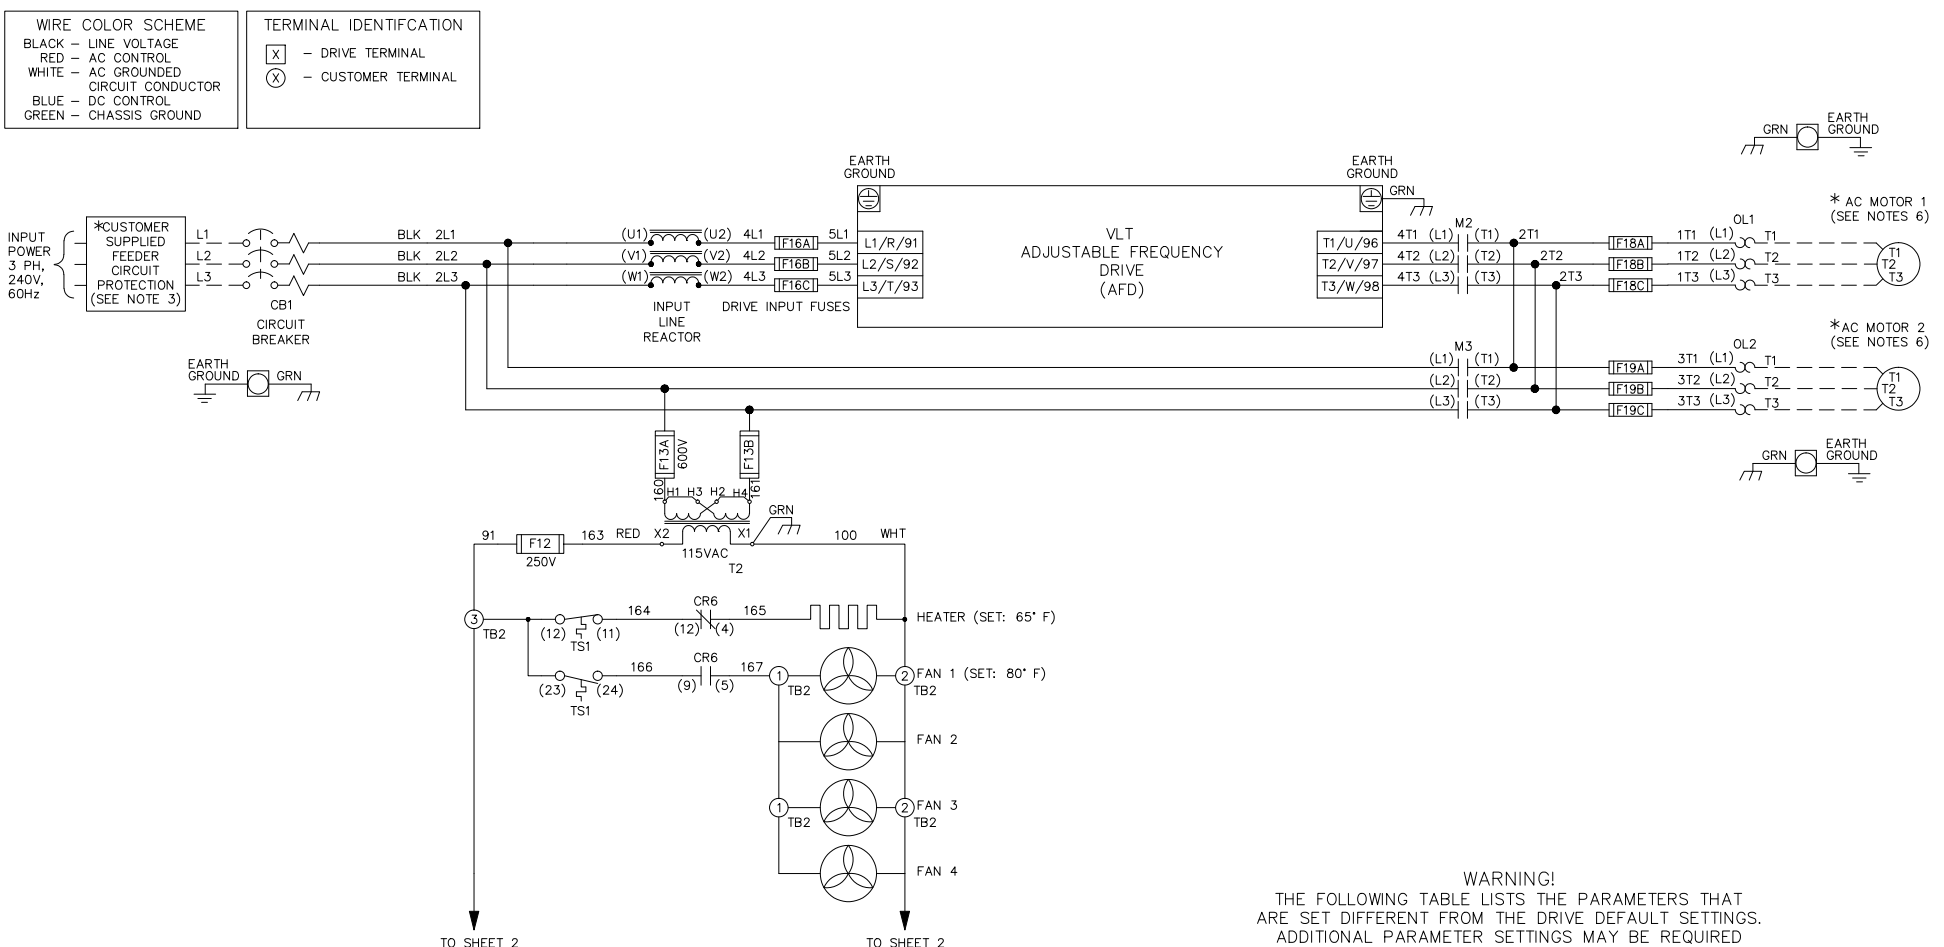 WIRE COLOR SCHEME
BLACK – LINE VOLTAGE
RED – AC CONTROL
WHITE – AC GROUNDED
CIRCUIT CONDUCTOR
BLUE – DC CONTROL
GREEN – CHASSIS GROUND
TERMINAL IDENTIFCATION
X – DRIVE TERMINAL
X – CUSTOMER TERMINAL
INPUT
POWER
3 PH,
240V,
60Hz
*CUSTOMER
SUPPLIED
FEEDER
CIRCUIT
PROTECTION
(SEE NOTE 3)
L1
L2
L3
CB1
CIRCUIT
BREAKER
EARTH
GROUND
GRN
BLK 2L1
BLK 2L2
BLK 2L3
(U1) (U2) 4L1 F16A 5L1
(V1) (V2) 4L2 F16B 5L2
(W1) (W2) 4L3 F16C 5L3
INPUT
LINE
REACTOR
DRIVE INPUT FUSES
EARTH
GROUND
L1/R/91
L2/S/92
L3/T/93
VLT
ADJUSTABLE FREQUENCY
DRIVE
(AFD)
EARTH
GROUND
GRN
T1/U/96
T2/V/97
T3/W/98
M2
4T1 (L1) (T1) 2T1
4T2 (L2) (T2) 2T2
4T3 (L3) (T3) 2T3
F18A
F18B
F18C
OL1
1T1 (L1) T1
1T2 (L2) T2
1T3 (L3) T3
GRN
EARTH
GROUND
* AC MOTOR 1
(SEE NOTES 6)
T1
T2
T3
M3
(L1) (T1)
(L2) (T2)
(L3) (T3)
F19A
F19B
F19C
OL2
3T1 (L1) T1
3T2 (L2) T2
3T3 (L3) T3
*AC MOTOR 2
(SEE NOTES 6)
T1
T2
T3
GRN
EARTH
GROUND
F13A
600V
F13B
160
161
H1 H3 H2 H4
GRN
91 F12 163 RED X2 X1 100 WHT
250V
115VAC
T2
3
TB2
(12) (11)
TS1
164
CR6
(12) (4)
165
HEATER (SET: 65° F)
(23) (24)
TS1
166
CR6
(9) (5)
167
1
TB2
2
TB2
FAN 1 (SET: 80° F)
FAN 2
1
TB2
2
TB2
FAN 3
FAN 4
TO SHEET 2
TO SHEET 2
WARNING!
THE FOLLOWING TABLE LISTS THE PARAMETERS THAT
ARE SET DIFFERENT FROM THE DRIVE DEFAULT SETTINGS.
ADDITIONAL PARAMETER SETTINGS MAY BE REQUIRED